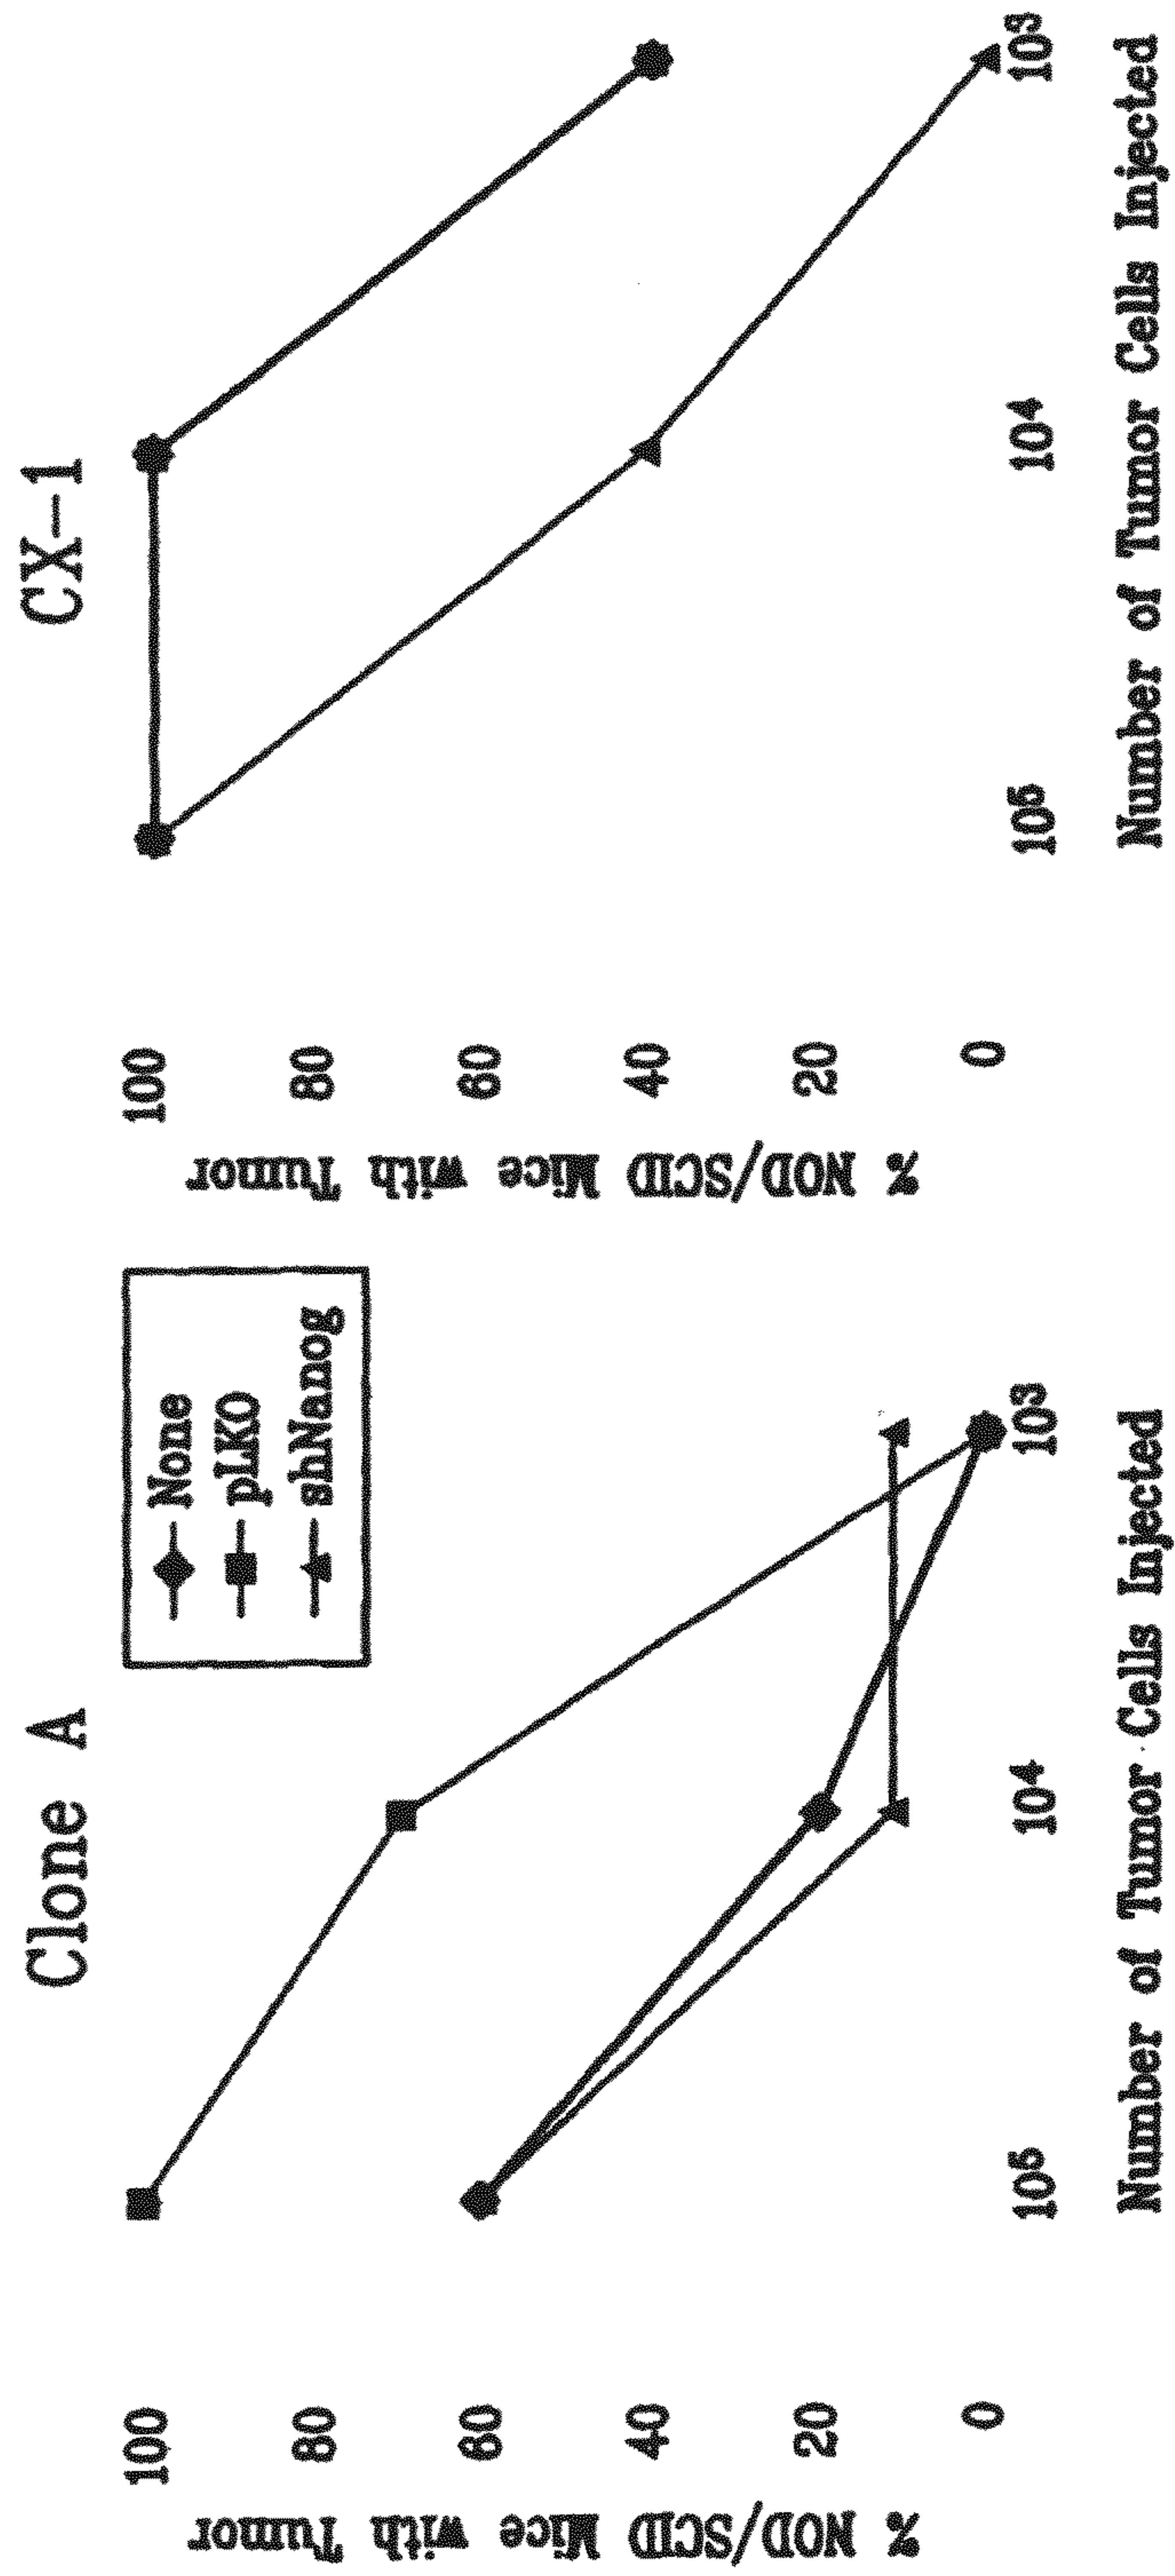 Clone A
% NOD/SCID Mice with Tumor
100
80
60
40
20
0
10⁵
10⁴
10³
Number of Tumor Cells Injected
None
pLKO
shNanog
CX-1
% NOD/SCID Mice with Tumor
100
80
60
40
20
0
10⁵
10⁴
10³
Number of Tumor Cells Injected